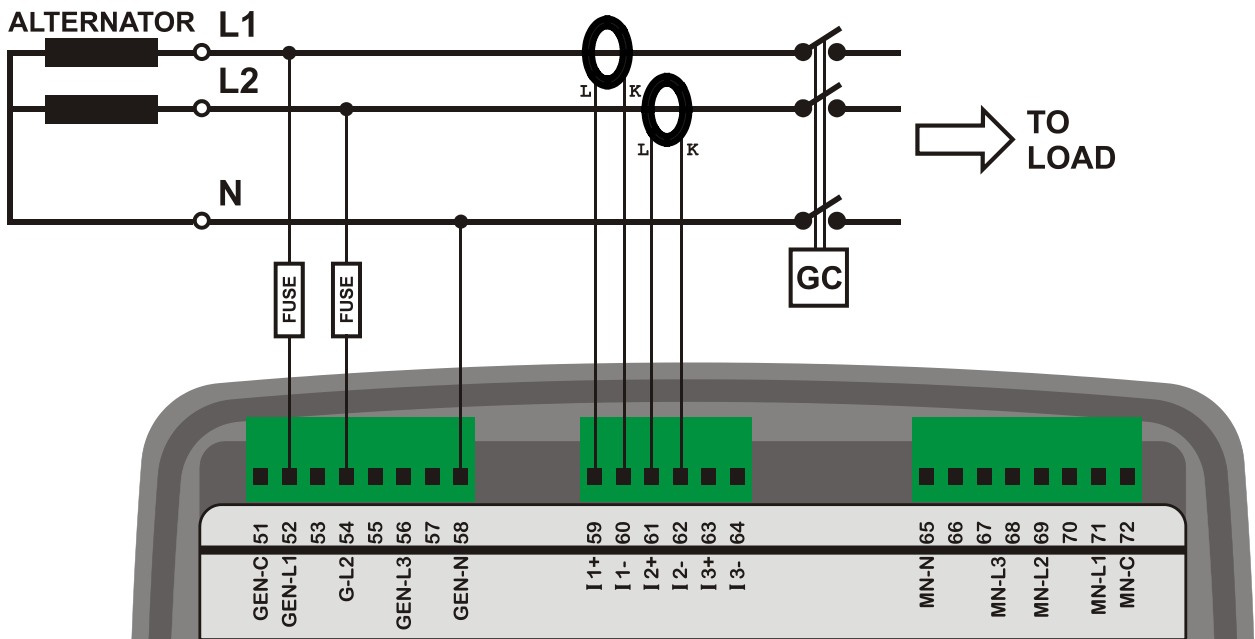 ALTERNATOR L1
L2
N
L K
L K
TO
LOAD
FUSE
FUSE
GC
51 52 53 54 55 56 57 58 59 60 61 62 63 64 65 66 67 68 69 70 71 72
GEN-C
GEN-L1
G-L2
GEN-L3
GEN-N
I 1+
I 1-
I 2+
I 2-
I 3+
I 3-
MN-N
MN-L3
MN-L2
MN-L1
MN-C